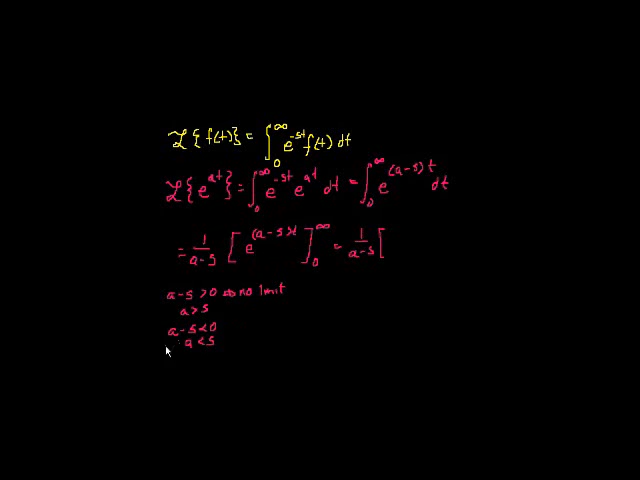 ℒ{f(t)} = ∫₀^∞ e^{-st} f(t) dt
ℒ{e^{at}} = ∫₀^∞ e^{-st} e^{at} dt = ∫₀^∞ e^{(a-s)t} dt
= 1/(a-s) [ e^{(a-s)t} ]₀^∞ = 1/(a-s) [
a-s > 0 ⇒ no limit
a > s
a-s < 0
a < s